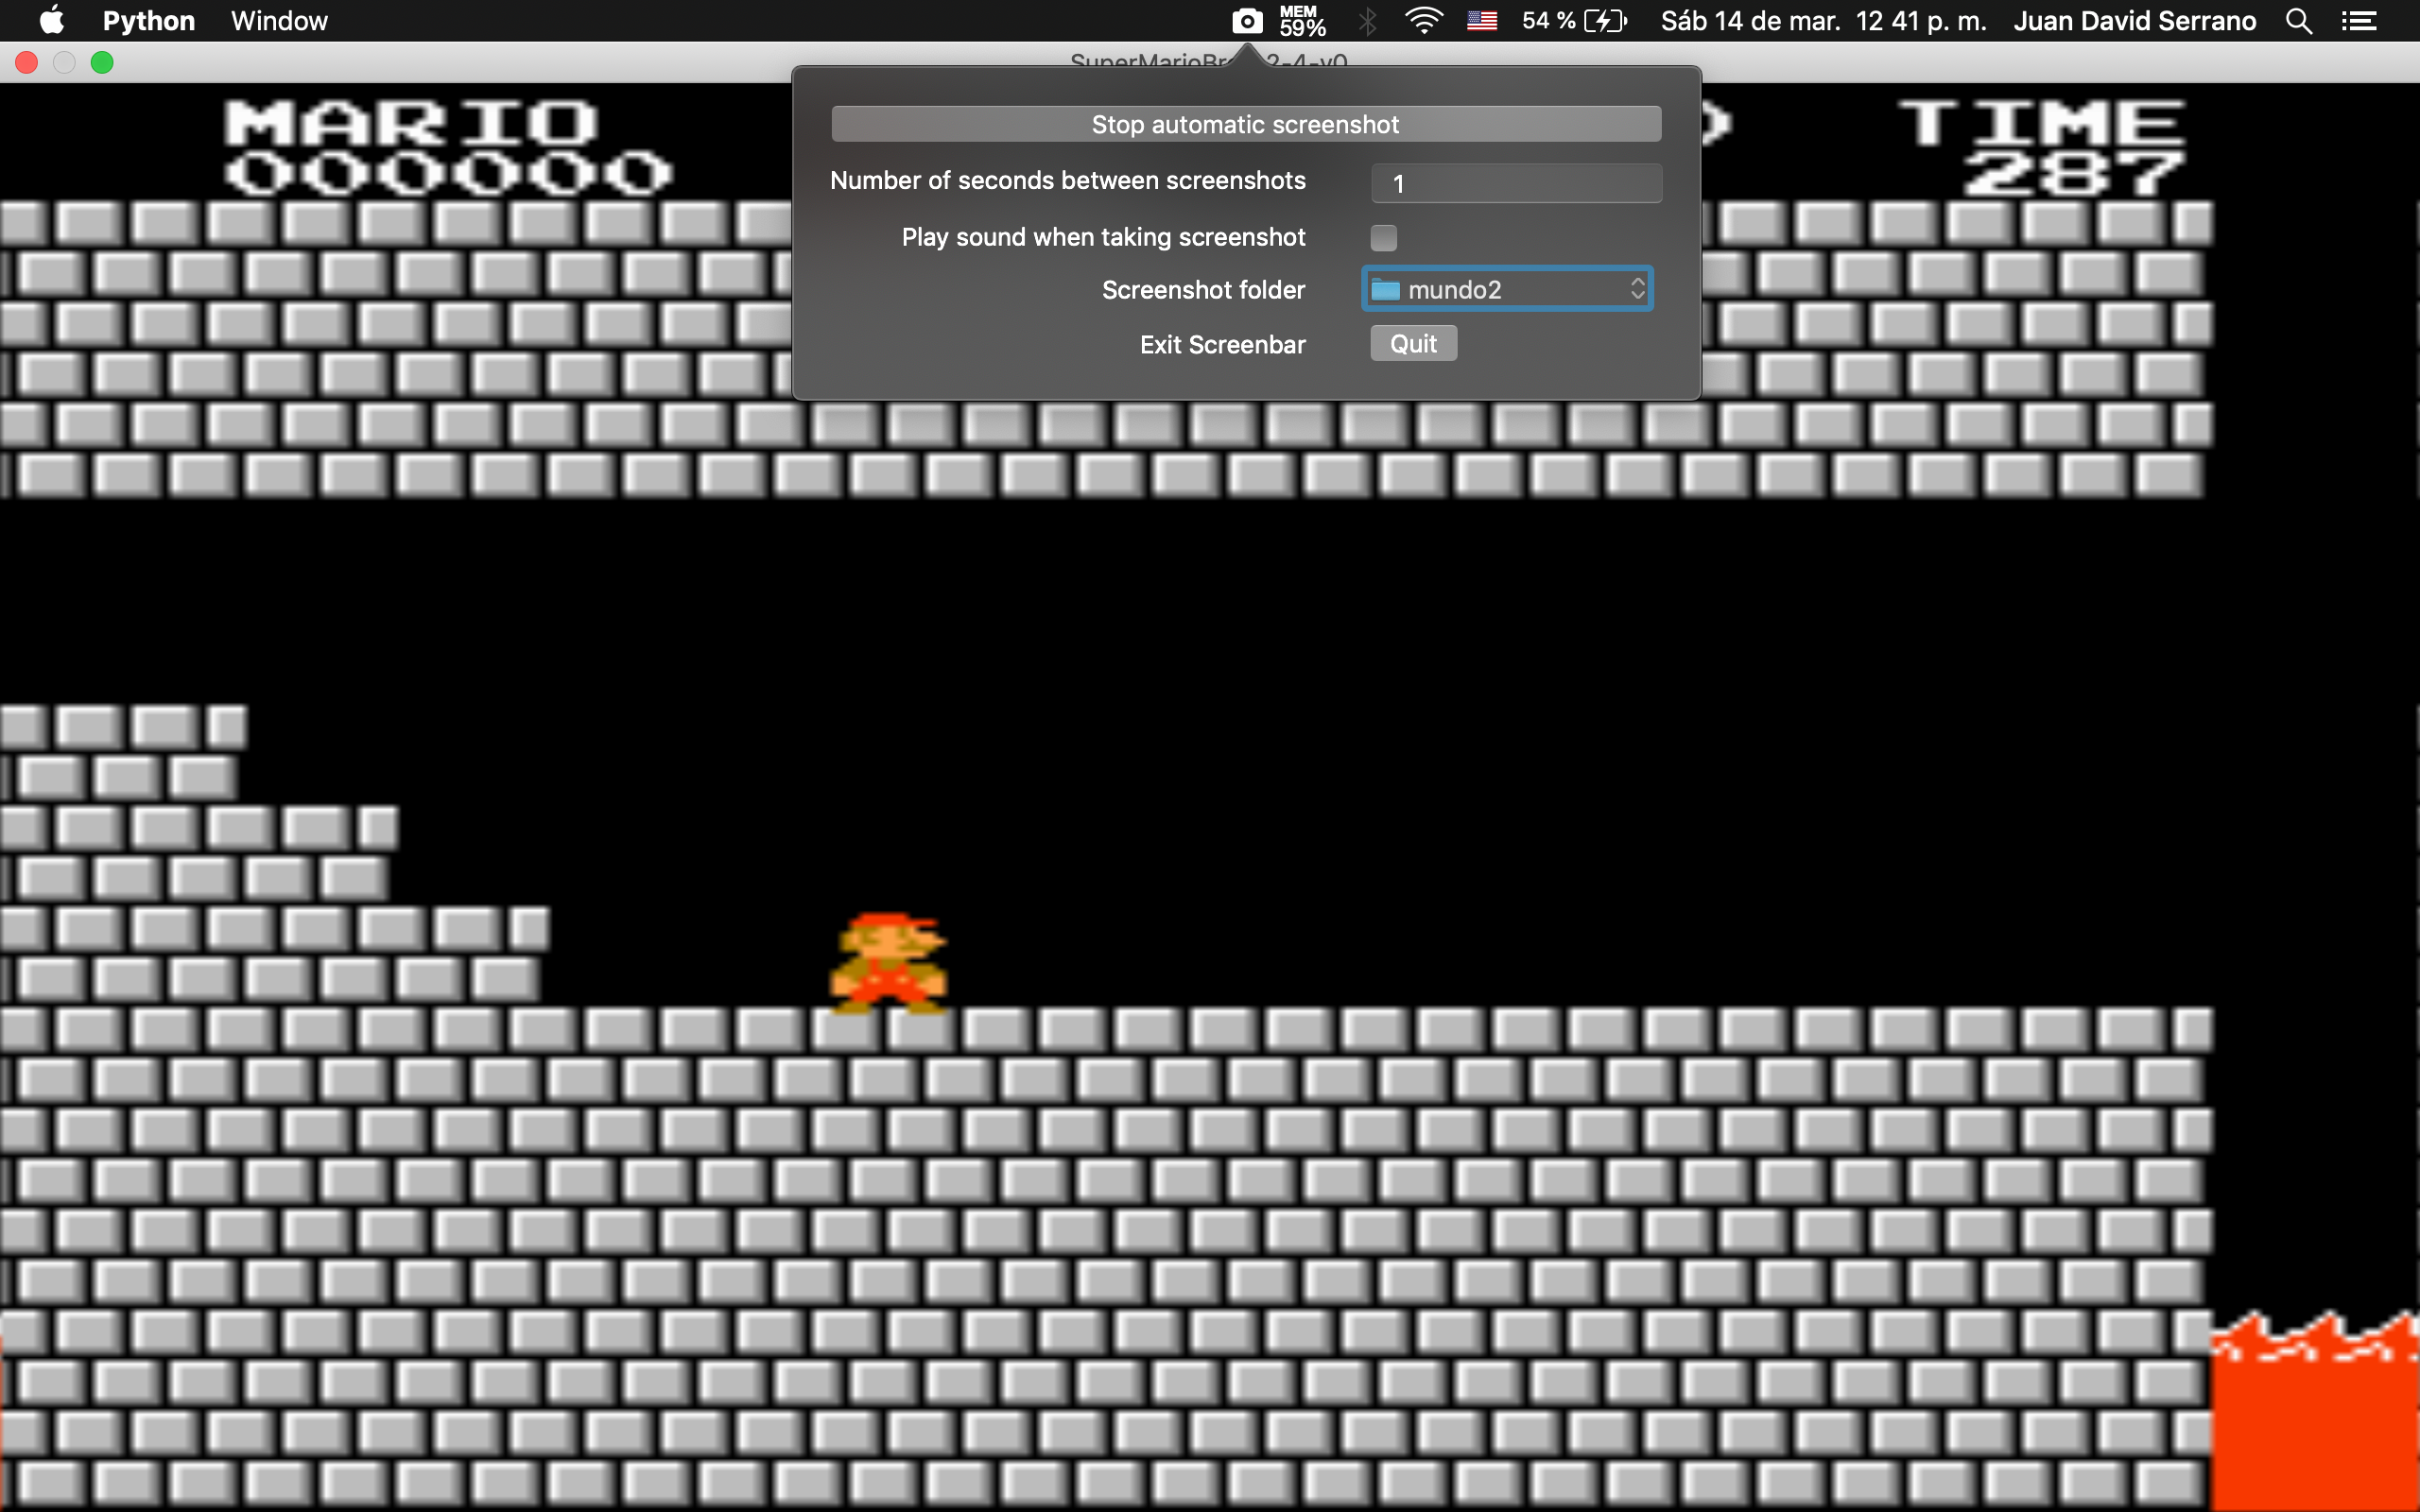 Python Window MEM 59% 54 % Sáb 14 de mar. 12 41 p. m. Juan David Serrano
MARIO TIME
000000 287
Stop automatic screenshot
Number of seconds between screenshots 1
Play sound when taking screenshot
Screenshot folder mundo2
Exit Screenbar Quit